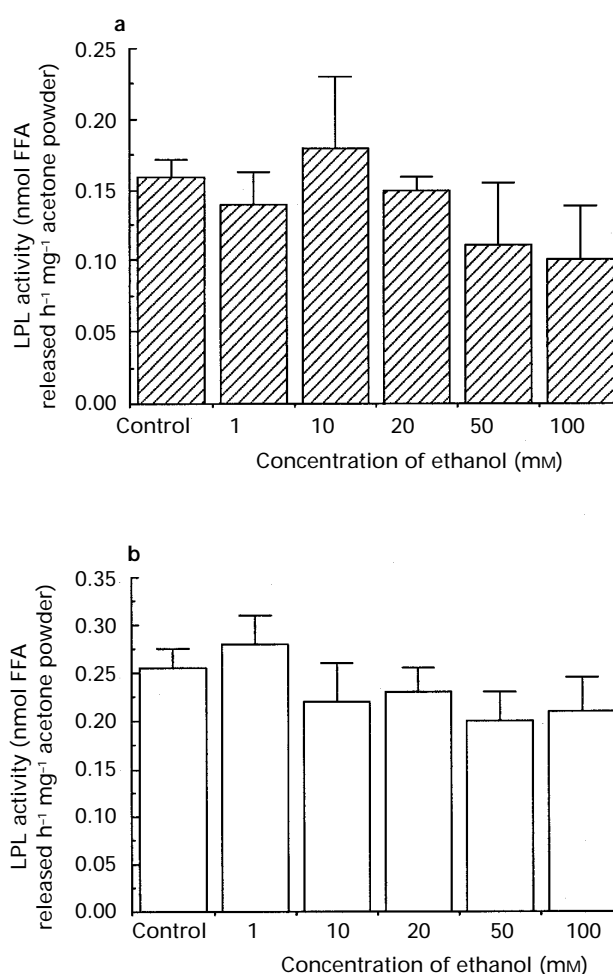 a
LPL activity (nmol FFA
released h⁻¹ mg⁻¹ acetone powder)
0.25
0.20
0.15
0.10
0.05
0.00
Control 1 10 20 50 100
Concentration of ethanol (mM)
b
LPL activity (nmol FFA
released h⁻¹ mg⁻¹ acetone powder)
0.35
0.30
0.25
0.20
0.15
0.10
0.05
0.00
Control 1 10 20 50 100
Concentration of ethanol (mM)